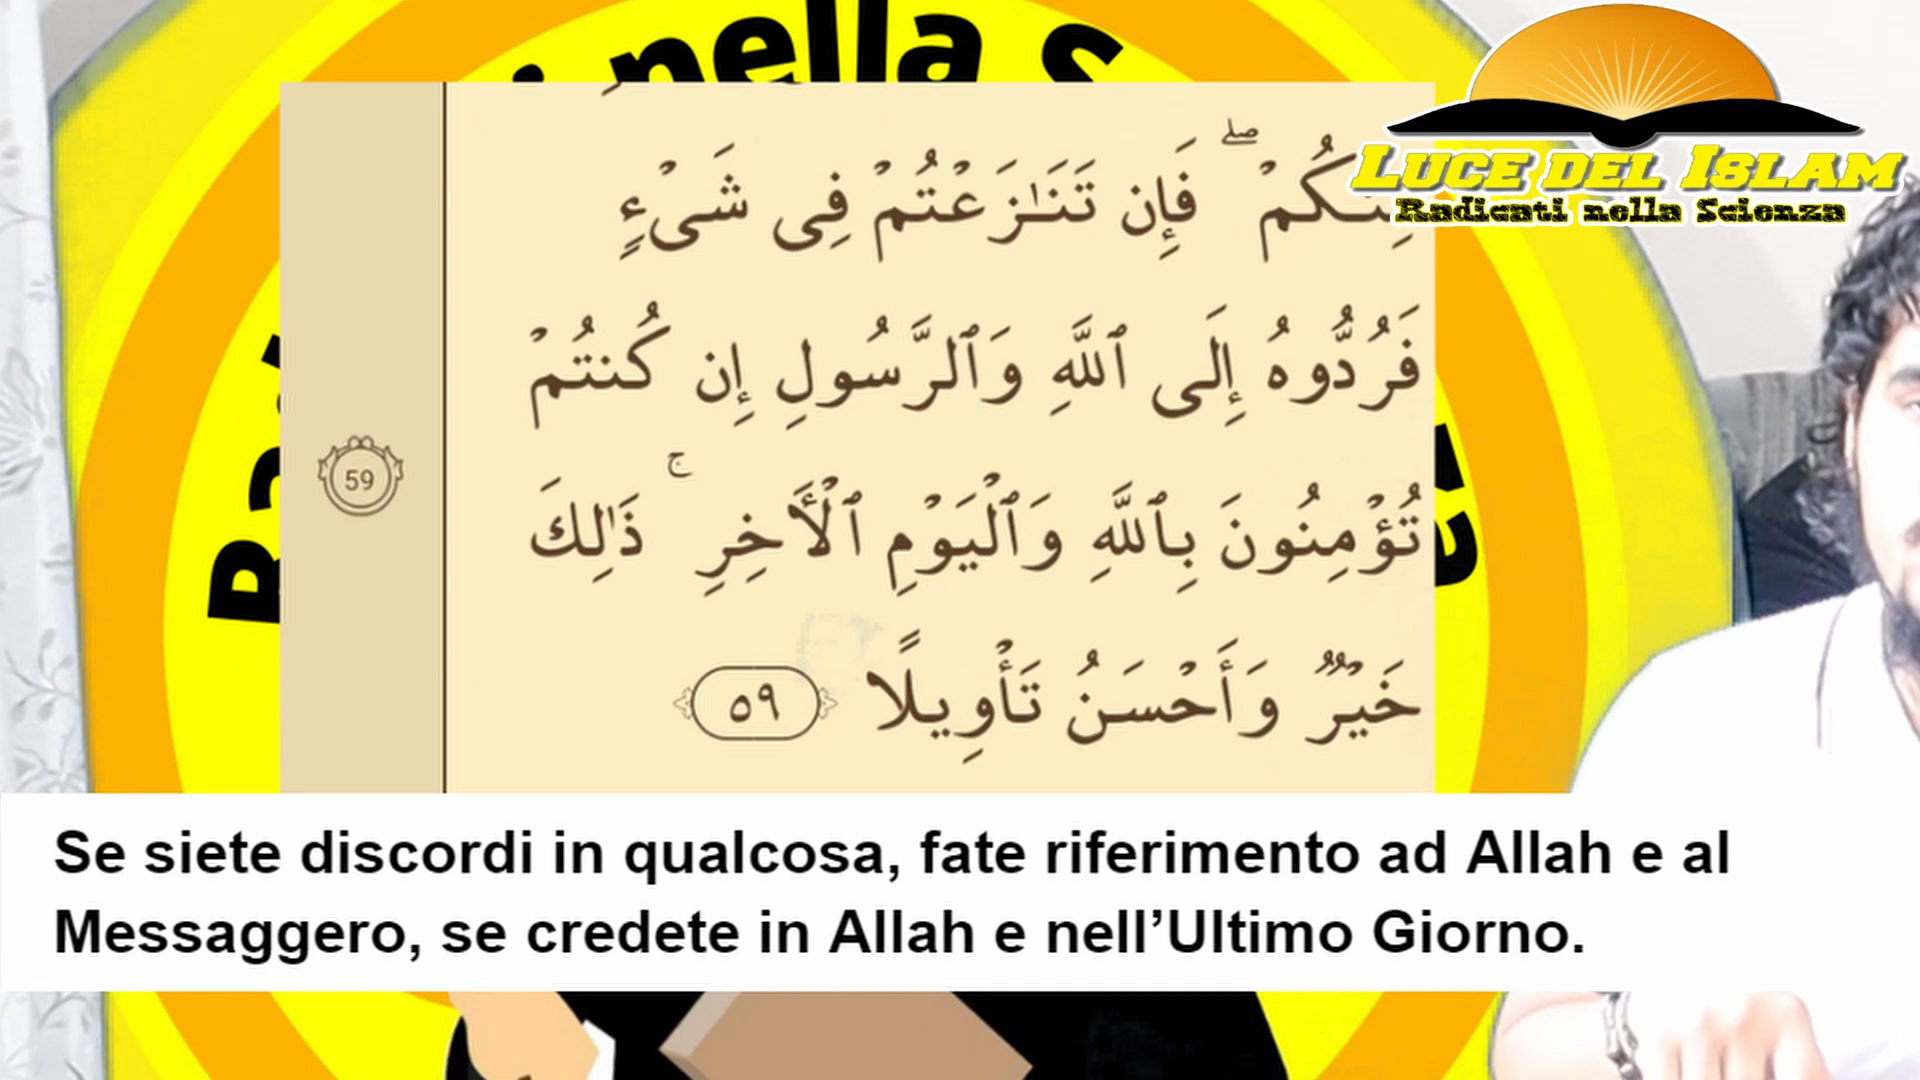 nella S
LUCE DEL ISLAM
Radicati nella Scienza
مِنكُمْ ۖ فَإِن تَنَٰزَعْتُمْ فِى شَىْءٍ
فَرُدُّوهُ إِلَى ٱللَّهِ وَٱلرَّسُولِ إِن كُنتُمْ
59
تُؤْمِنُونَ بِٱللَّهِ وَٱلْيَوْمِ ٱلْأَخِرِ ۚ ذَٰلِكَ
خَيْرٌ وَأَحْسَنُ تَأْوِيلًا ٥٩
Se siete discordi in qualcosa, fate riferimento ad Allah e al
Messaggero, se credete in Allah e nell’Ultimo Giorno.